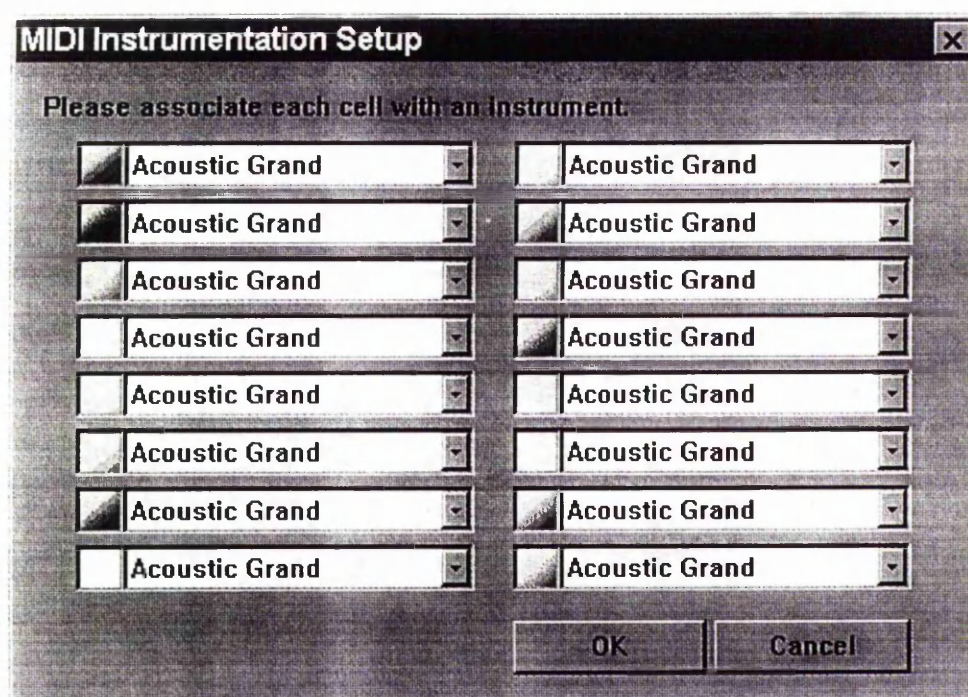 MIDI Instrumentation Setup
Please associate each cell with an instrument.
Acoustic Grand Acoustic Grand
Acoustic Grand Acoustic Grand
Acoustic Grand Acoustic Grand
Acoustic Grand Acoustic Grand
Acoustic Grand Acoustic Grand
Acoustic Grand Acoustic Grand
Acoustic Grand Acoustic Grand
Acoustic Grand Acoustic Grand
OK Cancel